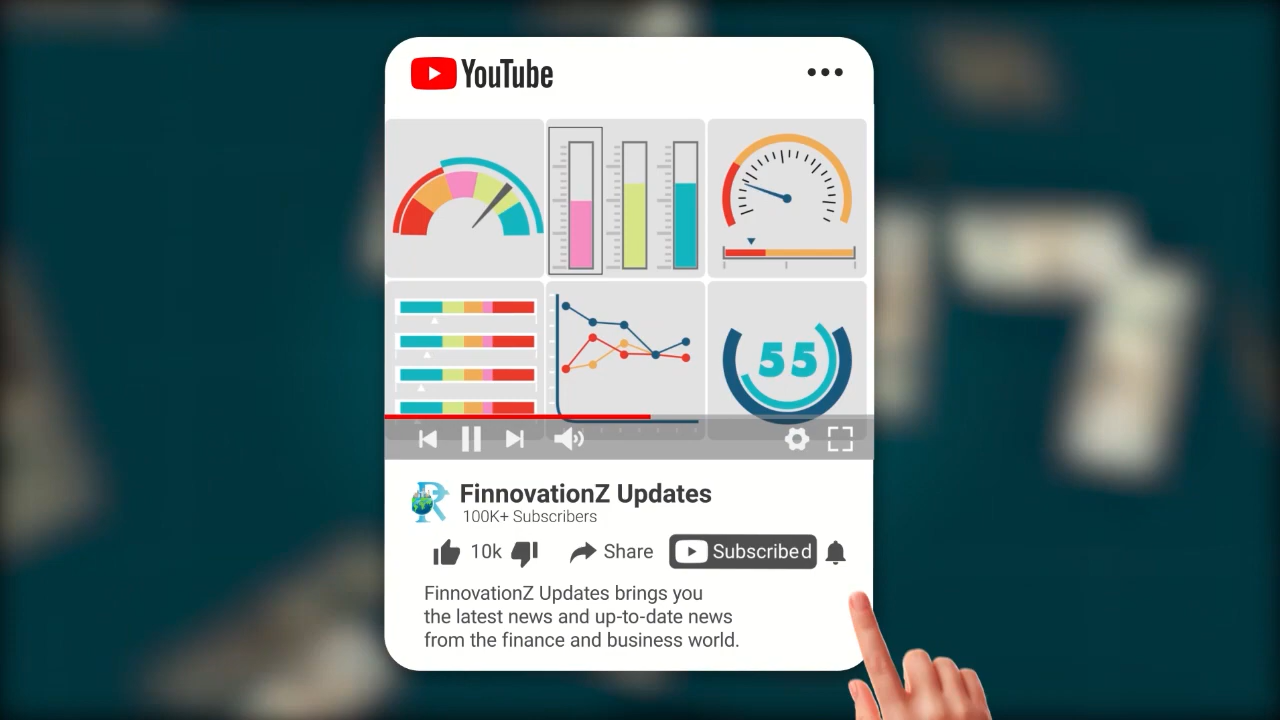 YouTube
55
FinnovationZ Updates
100K+ Subscribers
10k Share Subscribed
FinnovationZ Updates brings you
the latest news and up-to-date news
from the finance and business world.